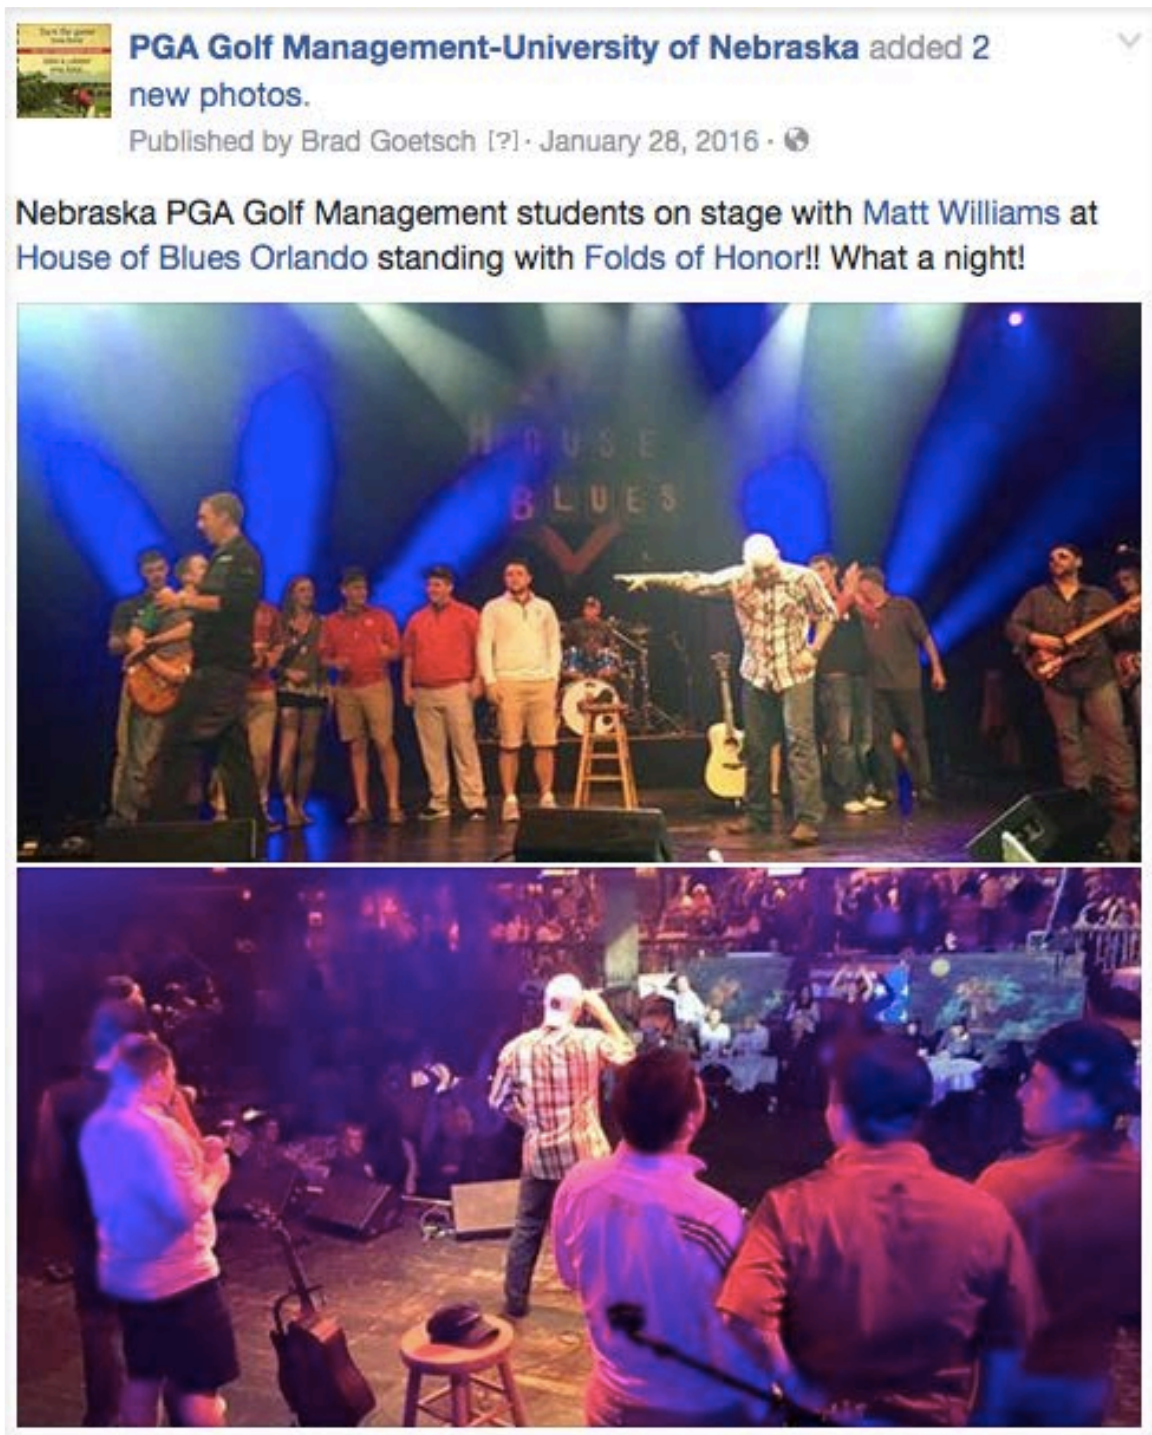 PGA Golf Management-University of Nebraska added 2
new photos.
Published by Brad Goetsch [?] · January 28, 2016 ·
Nebraska PGA Golf Management students on stage with Matt Williams at
House of Blues Orlando standing with Folds of Honor!! What a night!
HOUSE
BLUES